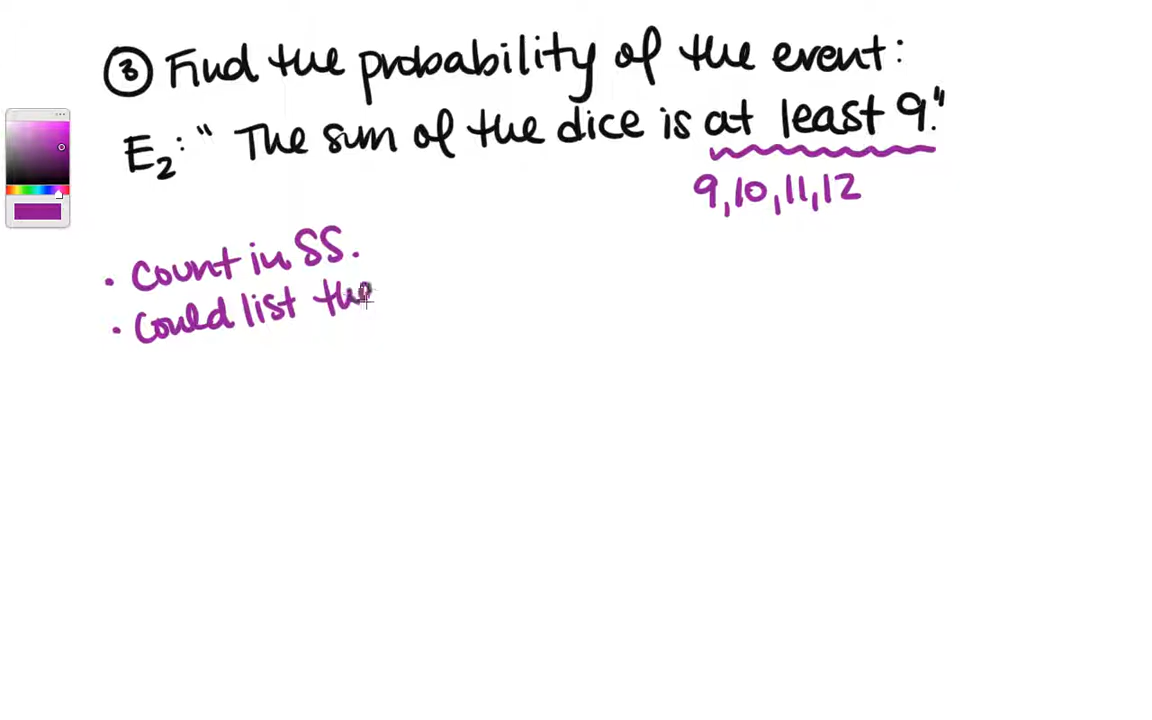 ③ Find the probability of the event:
E₂: "The sum of the dice is at least 9."
9, 10, 11, 12
• Count in SS.
• Could list the